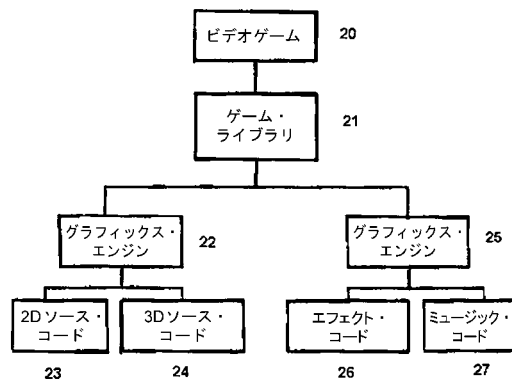 ビデオゲーム
20
ゲーム・
ライブラリ
21
グラフィックス・
エンジン
22
グラフィックス・
エンジン
25
2Dソース・
コード
3Dソース・
コード
エフェクト・
コード
ミュージック・
コード
23
24
26
27